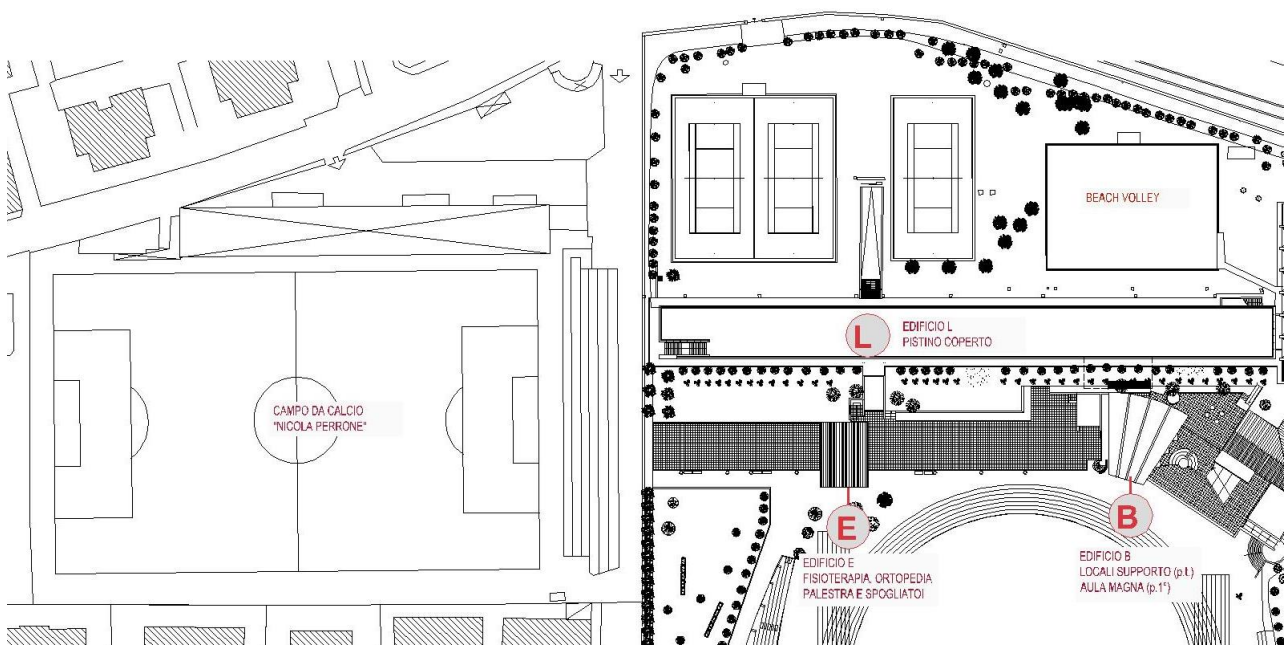 BEACH VOLLEY
L
EDIFICIO L
PISTINO COPERTO
CAMPO DA CALCIO
"NICOLA PERRONE"
E
EDIFICIO E
FISIOTERAPIA, ORTOPEDIA
PALESTRA E SPOGLIATOI
B
EDIFICIO B
LOCALI SUPPORTO (p.t.)
AULA MAGNA (p.1°)